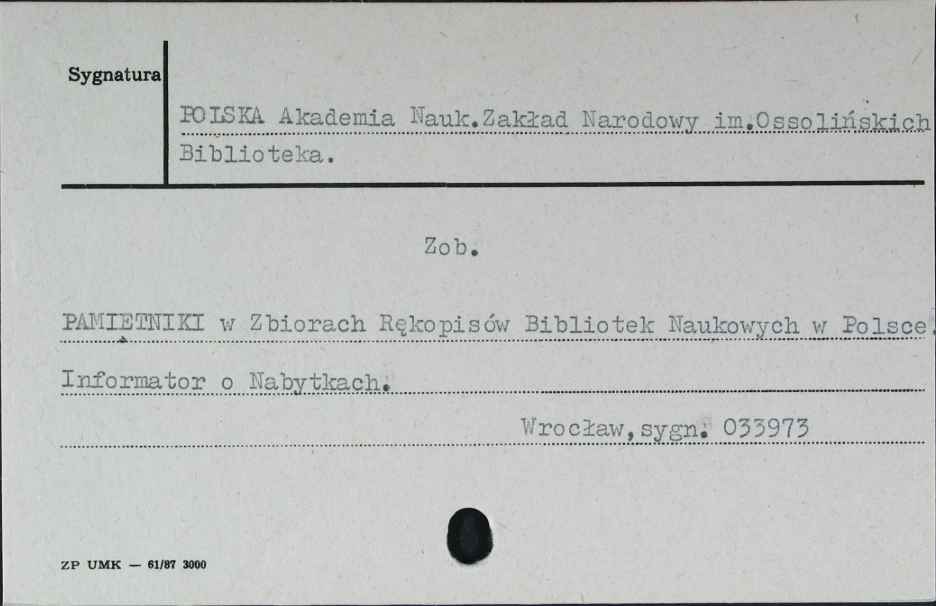 Sygnatura
POLSKA Akademia Nauk.Zakład Narodowy im.Ossolińskich
Biblioteka.
Zob.
PAMIĘTNIKI w Zbiorach Rękopisów Bibliotek Naukowych w Polsce.
Informator o Nabytkach.
Wrocław,sygn. 033973
ZP UMK — 61/87 3000